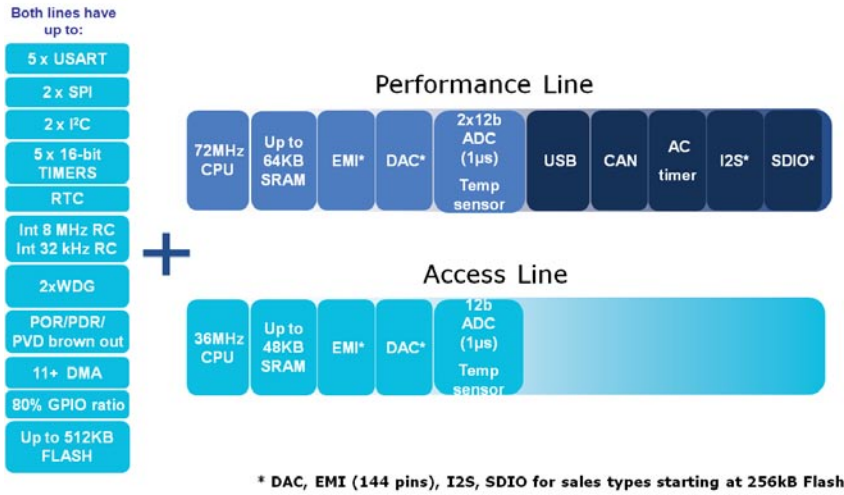 Both lines have
up to:
5 x USART
2 x SPI
2 x I²C
5 x 16-bit
TIMERS
RTC
Int 8 MHz RC
Int 32 kHz RC
2xWDG
POR/PDR/
PVD brown out
11+ DMA
80% GPIO ratio
Up to 512KB
FLASH
+
Performance Line
72MHz
CPU
Up to
64KB
SRAM
EMI*
DAC*
2x12b
ADC
(1µs)
Temp
sensor
USB
CAN
AC
timer
I2S*
SDIO*
Access Line
36MHz
CPU
Up to
48KB
SRAM
EMI*
DAC*
12b
ADC
(1µs)
Temp
sensor
* DAC, EMI (144 pins), I2S, SDIO for sales types starting at 256kB Flash